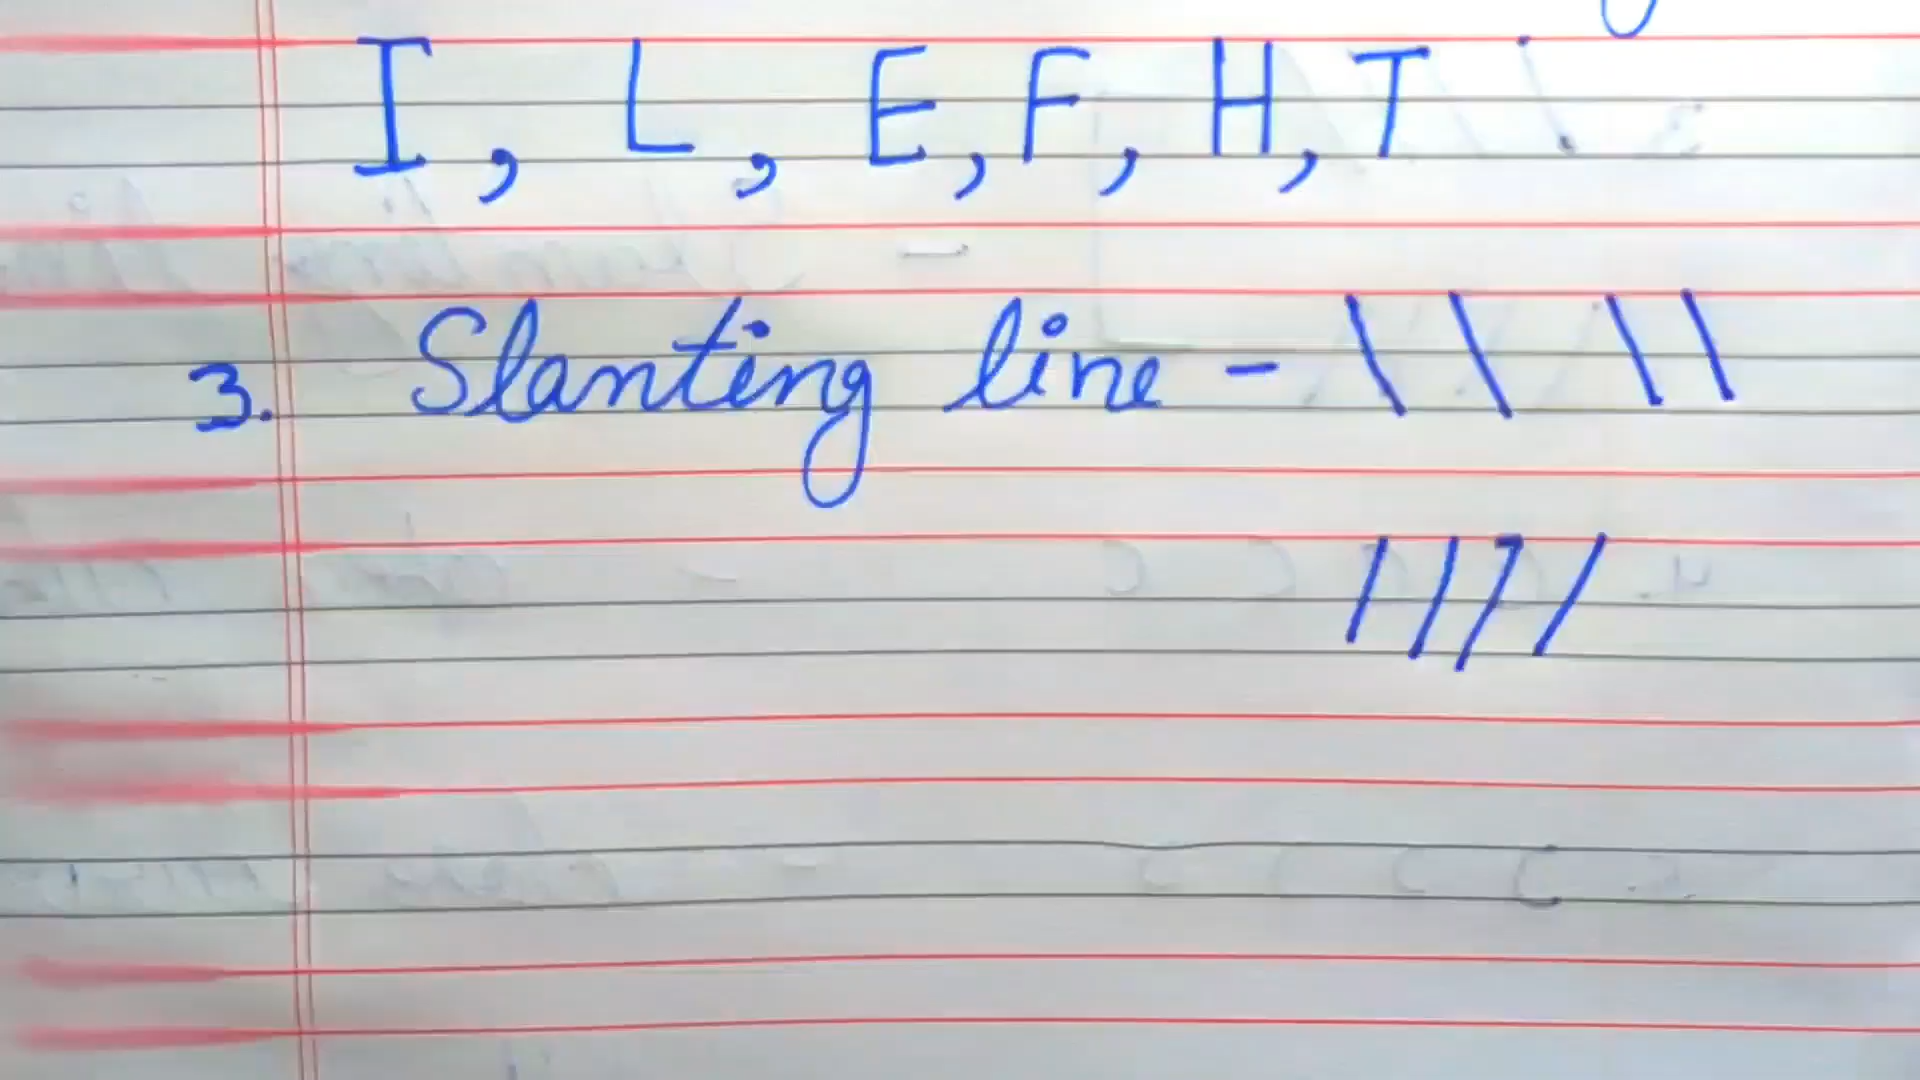 I, L, E, F, H, T
3. Slanting line - \ \ \ \
/ / / /